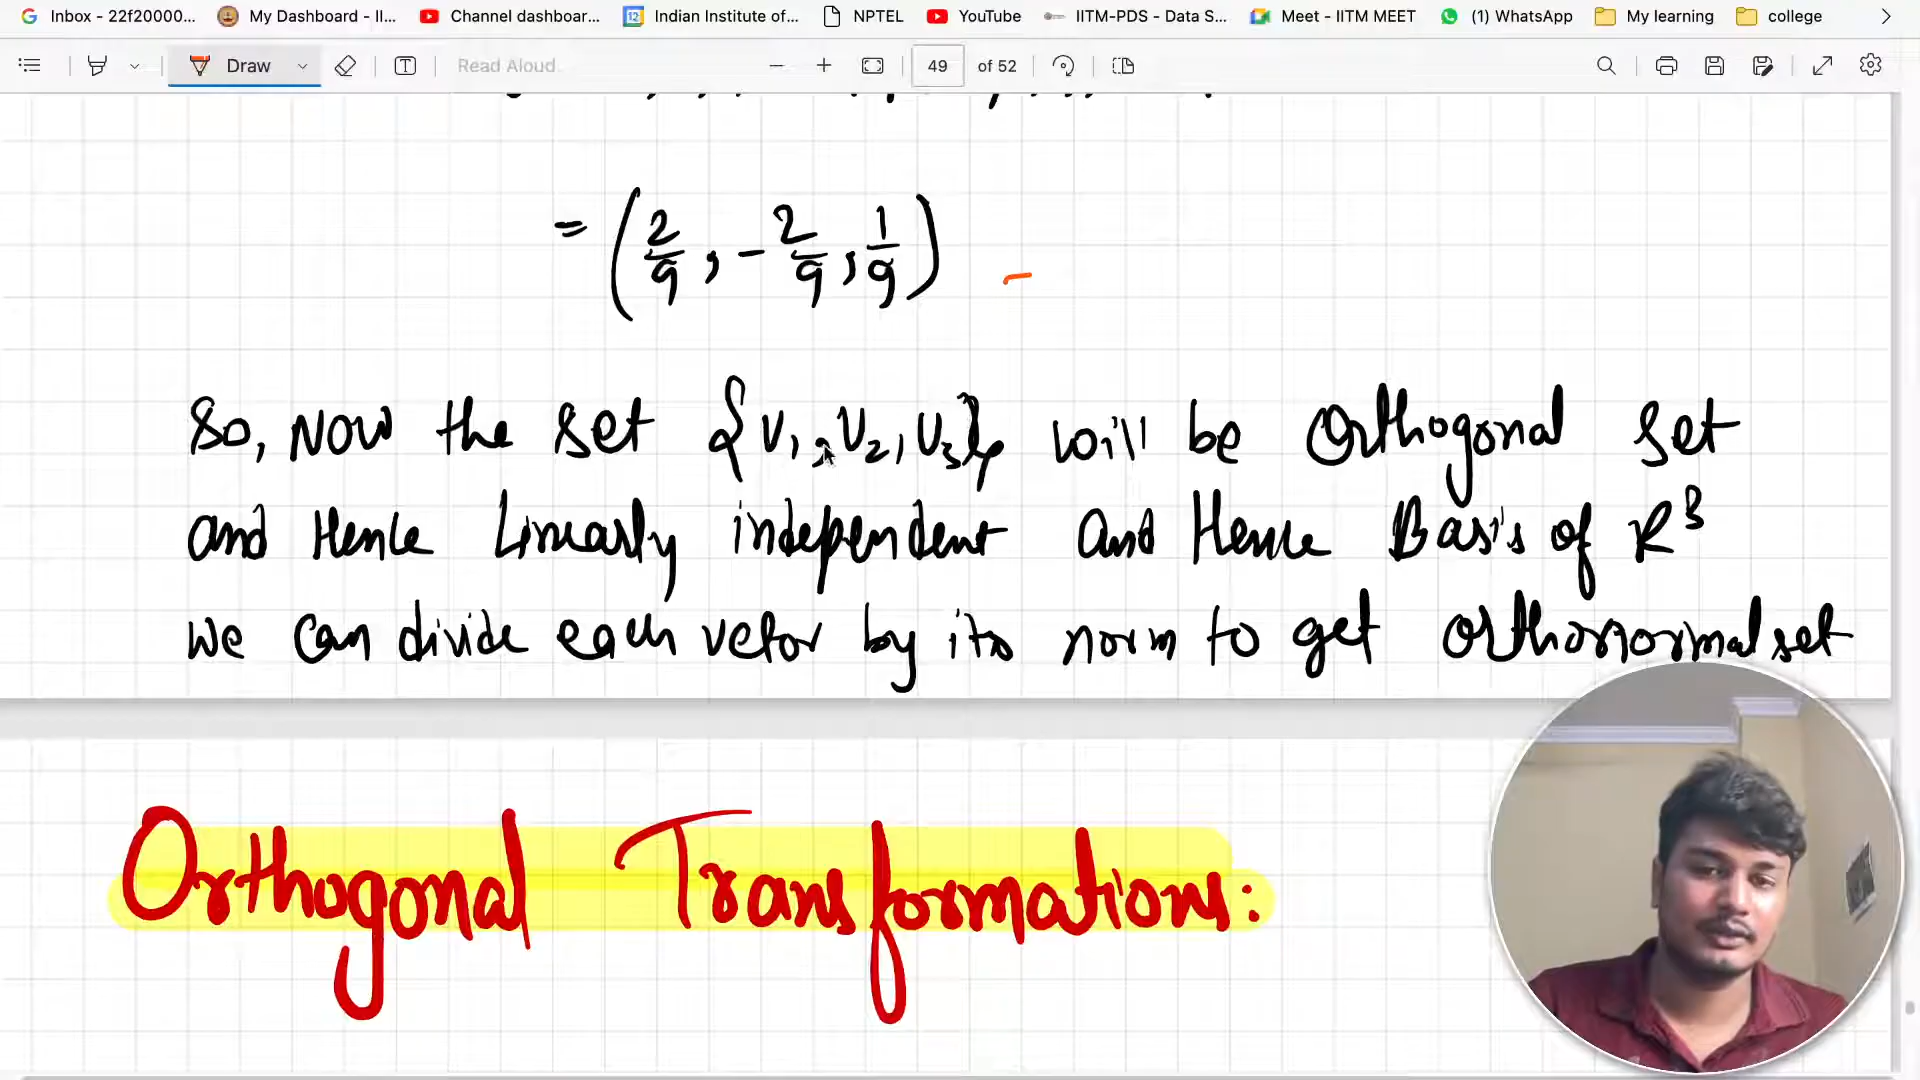 Inbox - 22f20000... My Dashboard - II... Channel dashboar... Indian Institute of... NPTEL YouTube IITM-PDS - Data S... Meet - IITM MEET (1) WhatsApp My learning college
Draw Read Aloud 49 of 52
= (2/9, -2/9, 1/9)
So, Now the set {V1, V2, V3} will be Orthogonal Set
and Hence Linearly independent and Hence Basis of R³
we can divide each vetor by its norm to get orthonormal set
Orthogonal Transformations: